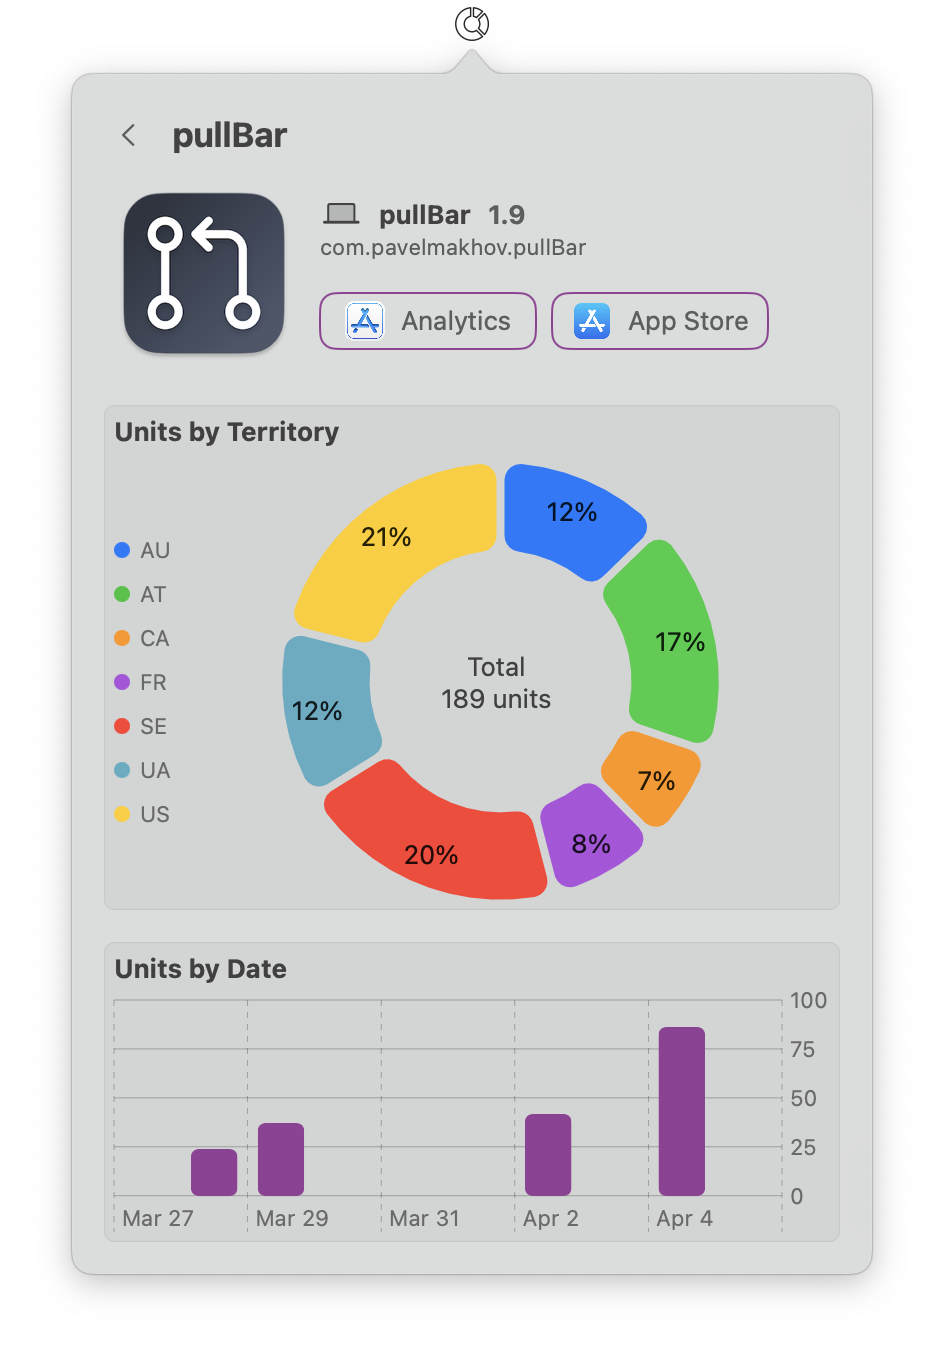 pullBar
pullBar 1.9
com.pavelmakhov.pullBar
Analytics
App Store
Units by Territory
AU
AT
CA
FR
SE
UA
US
21%
12%
17%
12%
7%
8%
20%
Total
189 units
Units by Date
100
75
50
25
0
Mar 27
Mar 29
Mar 31
Apr 2
Apr 4